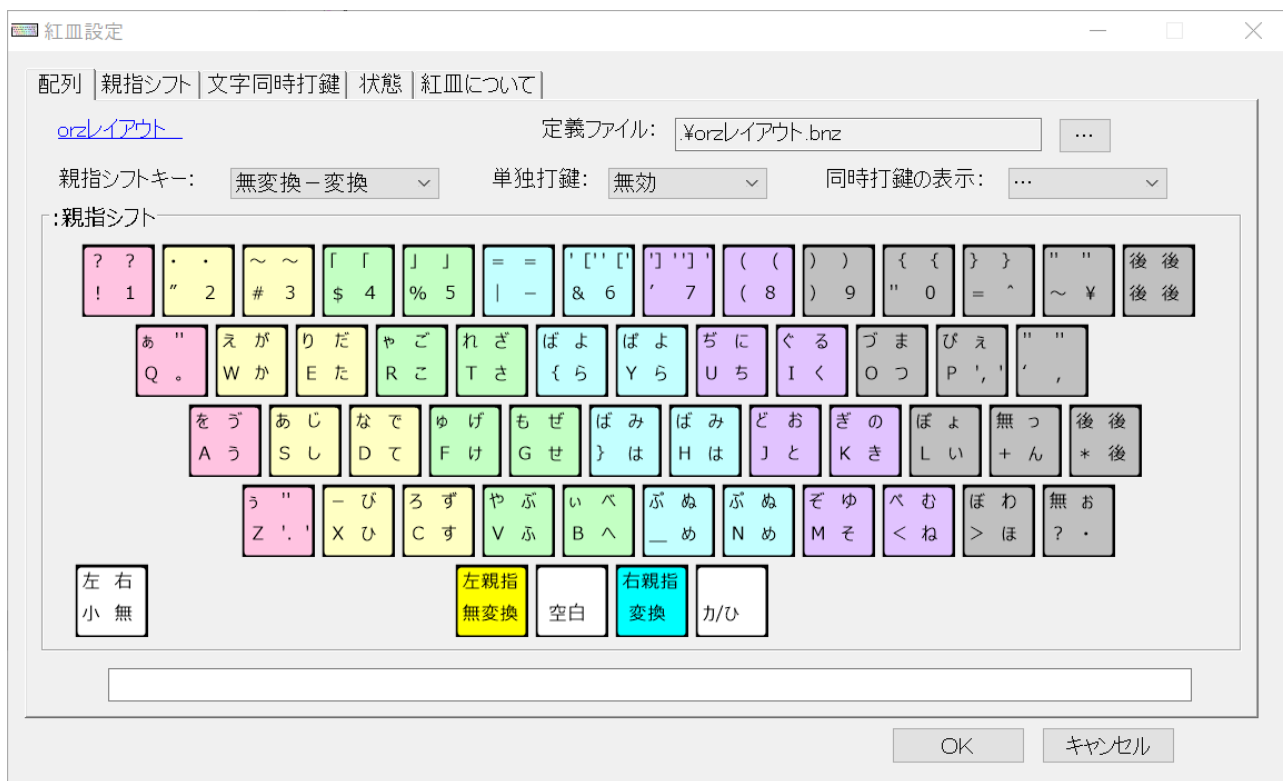 紅皿設定
配列 親指シフト 文字同時打鍵 状態 紅皿について
orzレイアウト 定義ファイル: .¥orzレイアウト.bnz ...
親指シフトキー: 無変換－変換 単独打鍵: 無効 同時打鍵の表示: ...
:親指シフト
? ? ・ ・ ～ ～ 「 「 」 」 = = ' ['' [' '] ''] ' ( ( ) ) { { } } " " 後 後
! 1 ″ 2 # 3 $ 4 % 5 | － & 6 ′ 7 ( 8 ) 9 " 0 = ＾ ～ ¥ 後 後
ぁ " え が り だ ゃ ご れ ざ ば よ ば よ ぢ に ぐ る づ ま ぴ ぇ " "
Q 。 W か E た R こ T さ { ら Y ら U ち I く O つ P ', ' ‘ ，
を ヴ あ じ な で ゅ げ も ぜ ば み ば み ど お ぎ の ぽ ょ 無 っ 後 後
A う S し D て F け G せ } は H は J と K き L い + ん * 後
ぅ " － び ろ ず や ぶ ぃ べ ぷ ぬ ぷ ぬ ぞ ゆ ぺ む ぼ わ 無 ぉ
Z '. ' X ひ C す V ふ B へ ＿ め N め M そ < ね > ほ ? ・
左 右 左親指 右親指
小 無 無変換 空白 変換 カ/ひ
OK キャンセル